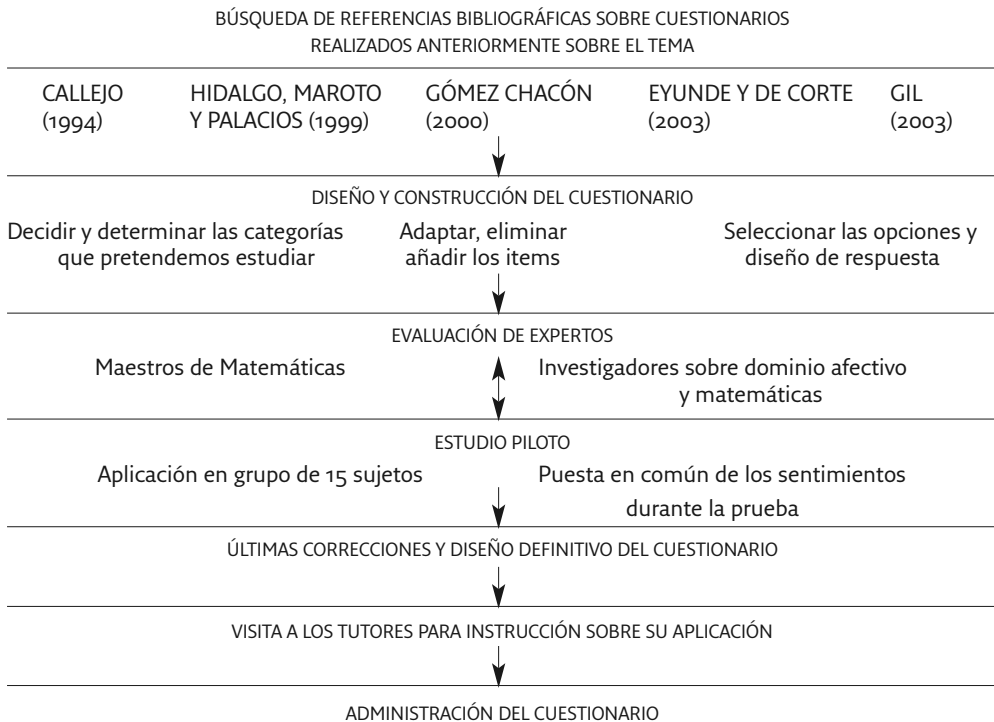 BÚSQUEDA DE REFERENCIAS BIBLIOGRÁFICAS SOBRE CUESTIONARIOS
REALIZADOS ANTERIORMENTE SOBRE EL TEMA
CALLEJO
(1994)
HIDALGO, MAROTO
Y PALACIOS (1999)
GÓMEZ CHACÓN
(2000)
EYUNDE Y DE CORTE
(2003)
GIL
(2003)
DISEÑO Y CONSTRUCCIÓN DEL CUESTIONARIO
Decidir y determinar las categorías
que pretendemos estudiar
Adaptar, eliminar
añadir los items
Seleccionar las opciones y
diseño de respuesta
EVALUACIÓN DE EXPERTOS
Maestros de Matemáticas
Investigadores sobre dominio afectivo
y matemáticas
ESTUDIO PILOTO
Aplicación en grupo de 15 sujetos
Puesta en común de los sentimientos
durante la prueba
ÚLTIMAS CORRECCIONES Y DISEÑO DEFINITIVO DEL CUESTIONARIO
VISITA A LOS TUTORES PARA INSTRUCCIÓN SOBRE SU APLICACIÓN
ADMINISTRACIÓN DEL CUESTIONARIO